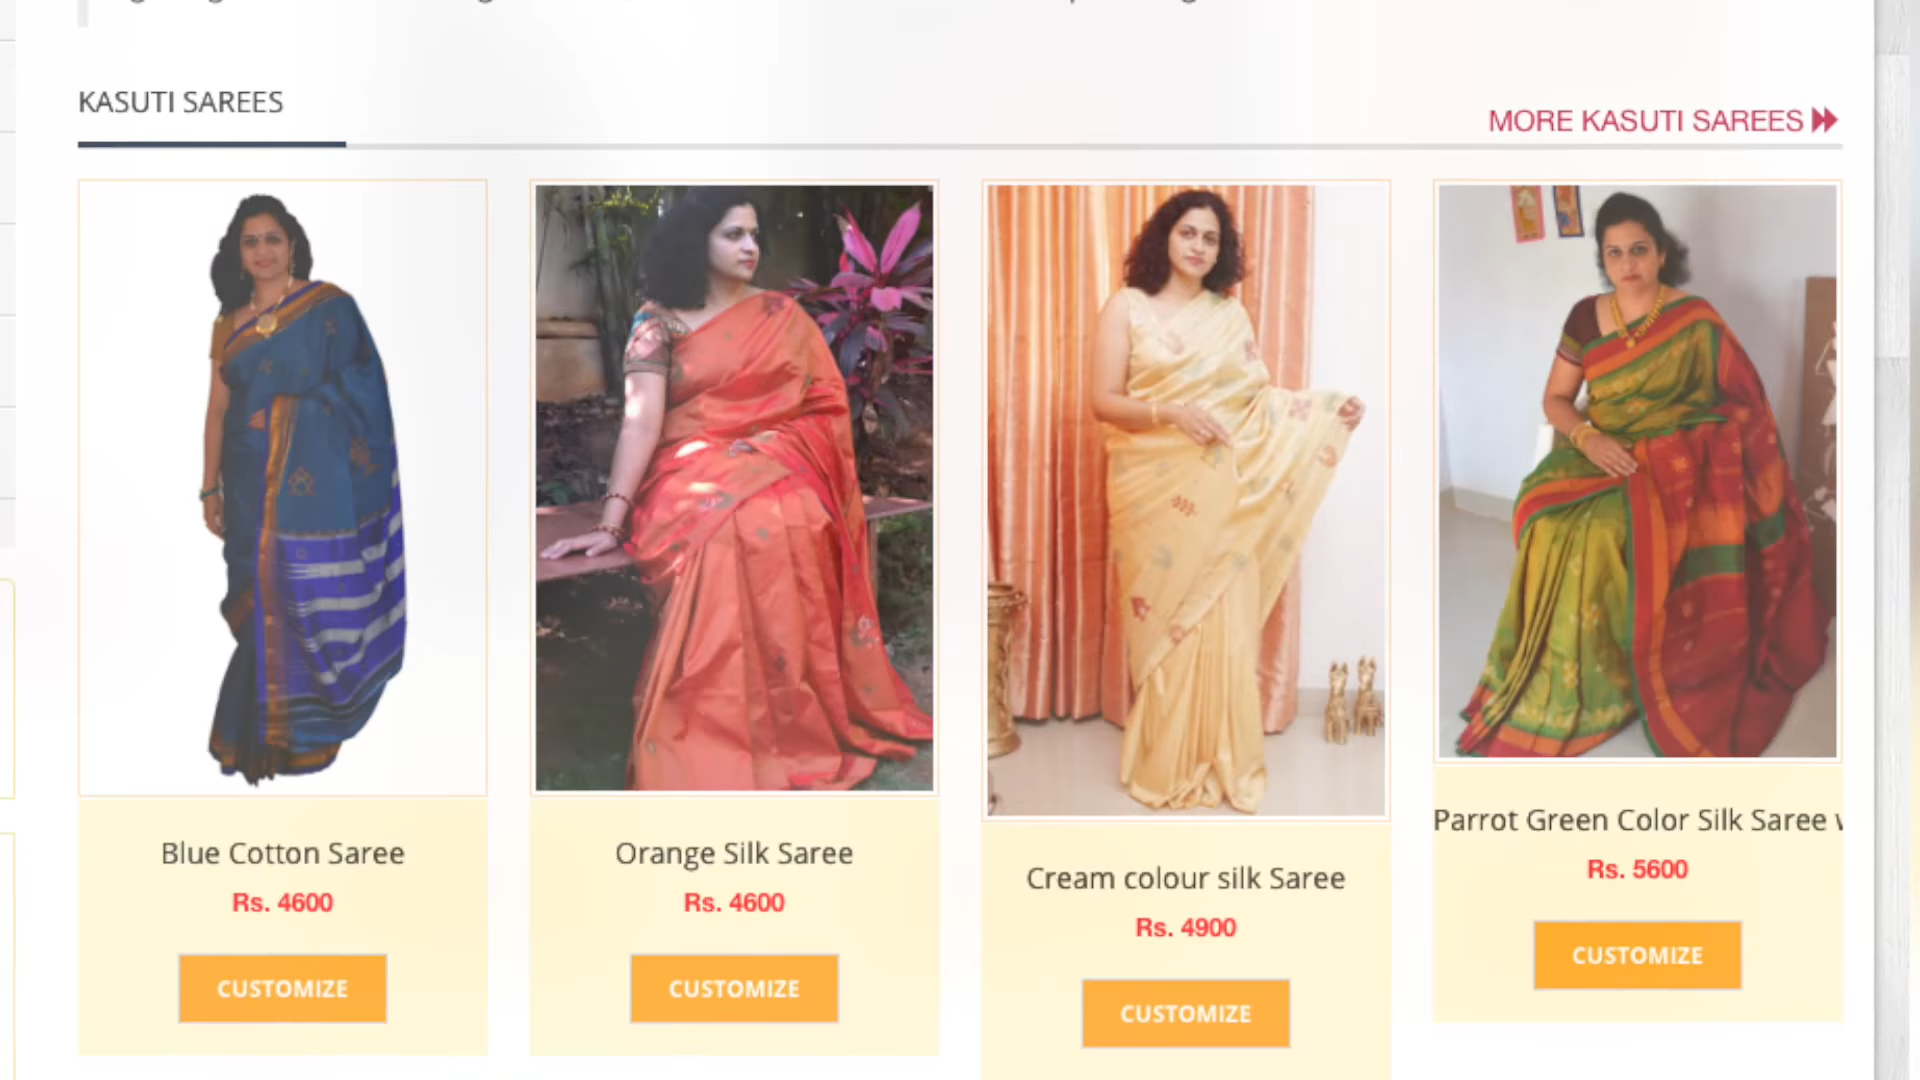 KASUTI SAREES
MORE KASUTI SAREES
Blue Cotton Saree
Rs. 4600
CUSTOMIZE
Orange Silk Saree
Rs. 4600
CUSTOMIZE
Cream colour silk Saree
Rs. 4900
CUSTOMIZE
Parrot Green Color Silk Saree
Rs. 5600
CUSTOMIZE